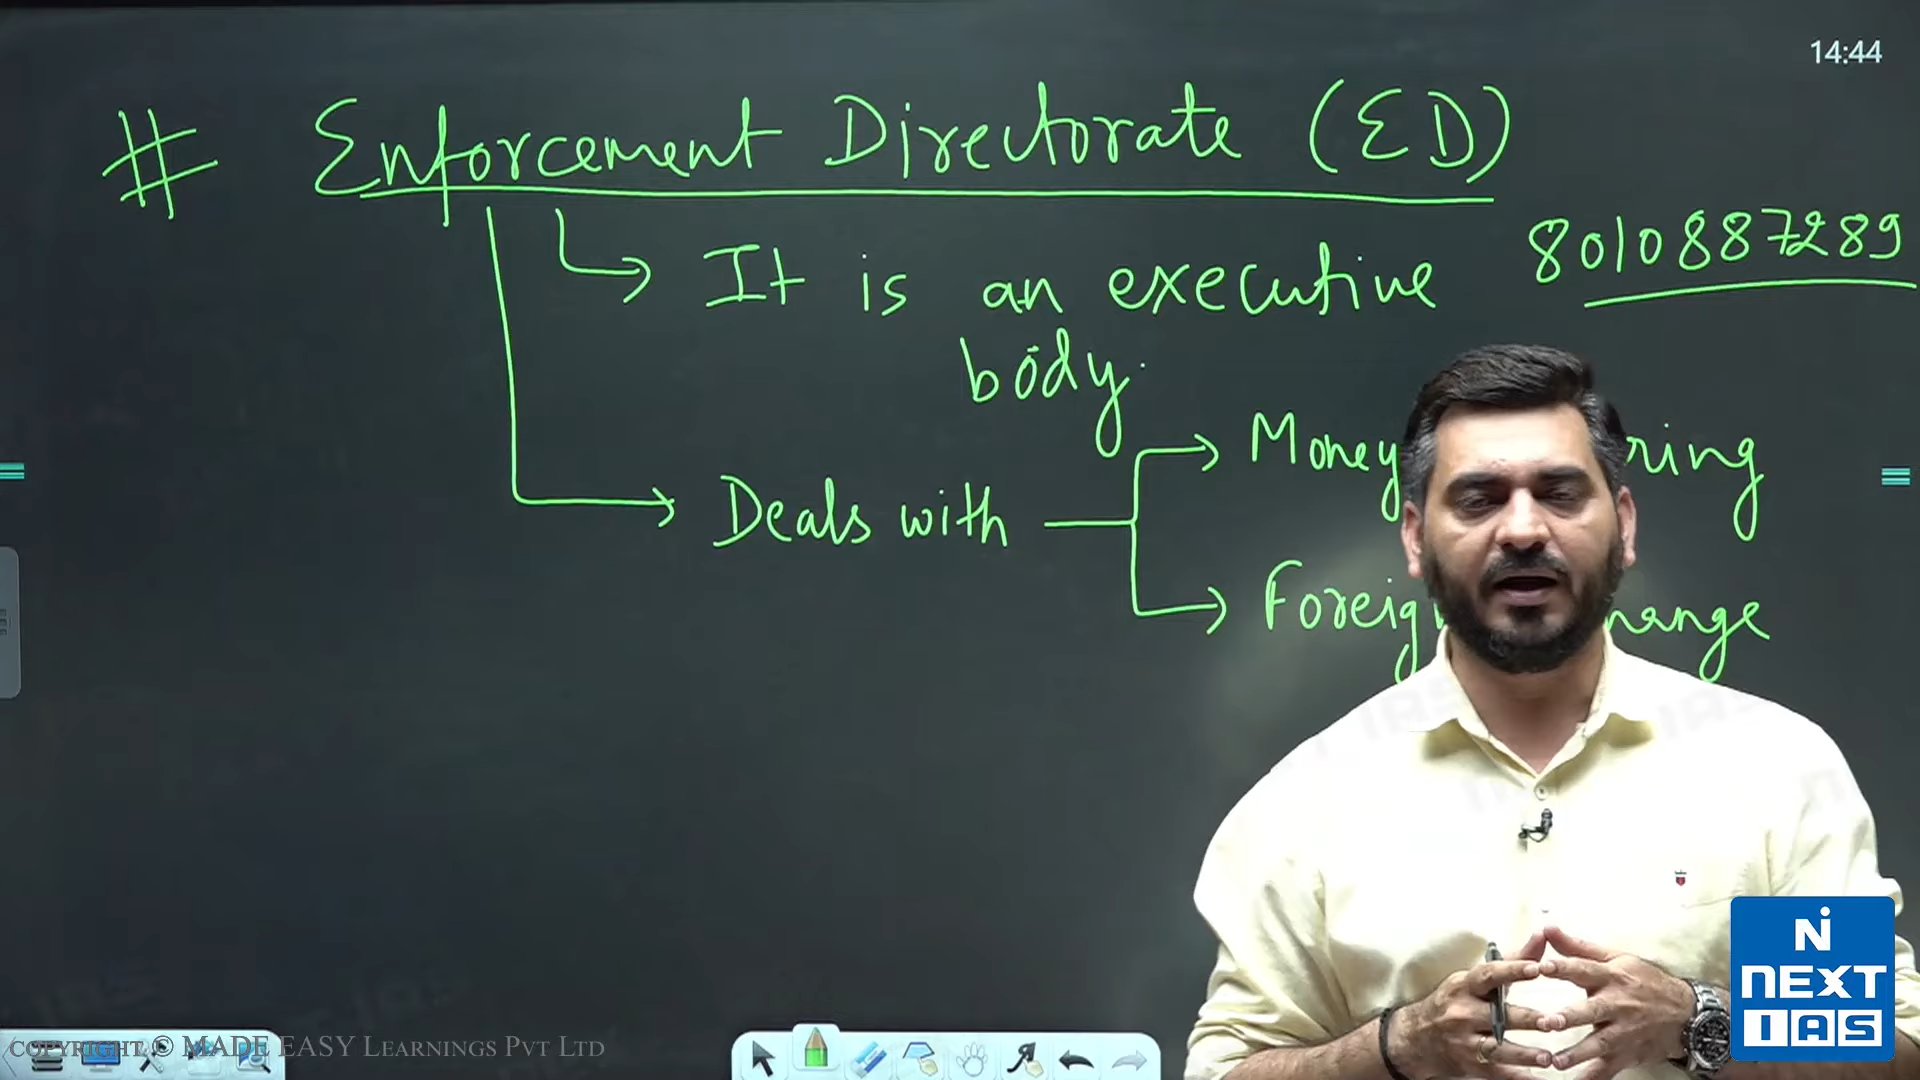 14:44
# Enforcement Directorate (ED)
8010887289
It is an executive
body.
Money ring
Deals with
Foreig hange
N
NEXT
IAS
COPYRIGHT © MADE EASY LEARNINGS PVT LTD